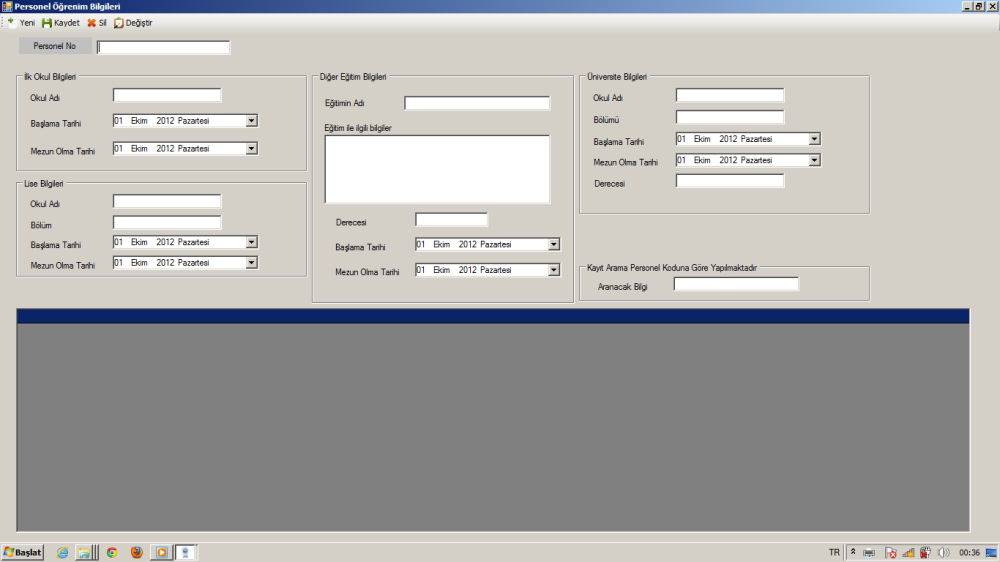 Personel Öğrenim Bilgileri
Yeni Kaydet Sil Değiştir
Personel No
İlk Okul Bilgileri
Okul Adı
Başlama Tarihi 01 Ekim 2012 Pazartesi
Mezun Olma Tarihi 01 Ekim 2012 Pazartesi
Lise Bilgileri
Okul Adı
Bölüm
Başlama Tarihi 01 Ekim 2012 Pazartesi
Mezun Olma Tarihi 01 Ekim 2012 Pazartesi
Diğer Eğitim Bilgileri
Eğitimin Adı
Eğitim ile ilgili bilgiler
Derecesi
Başlama Tarihi 01 Ekim 2012 Pazartesi
Mezun Olma Tarihi 01 Ekim 2012 Pazartesi
Üniversite Bilgileri
Okul Adı
Bölümü
Başlama Tarihi 01 Ekim 2012 Pazartesi
Mezun Olma Tarihi 01 Ekim 2012 Pazartesi
Derecesi
Kayıt Arama Personel Koduna Göre Yapılmaktadır
Aranacak Bilgi
Başlat TR 00:36